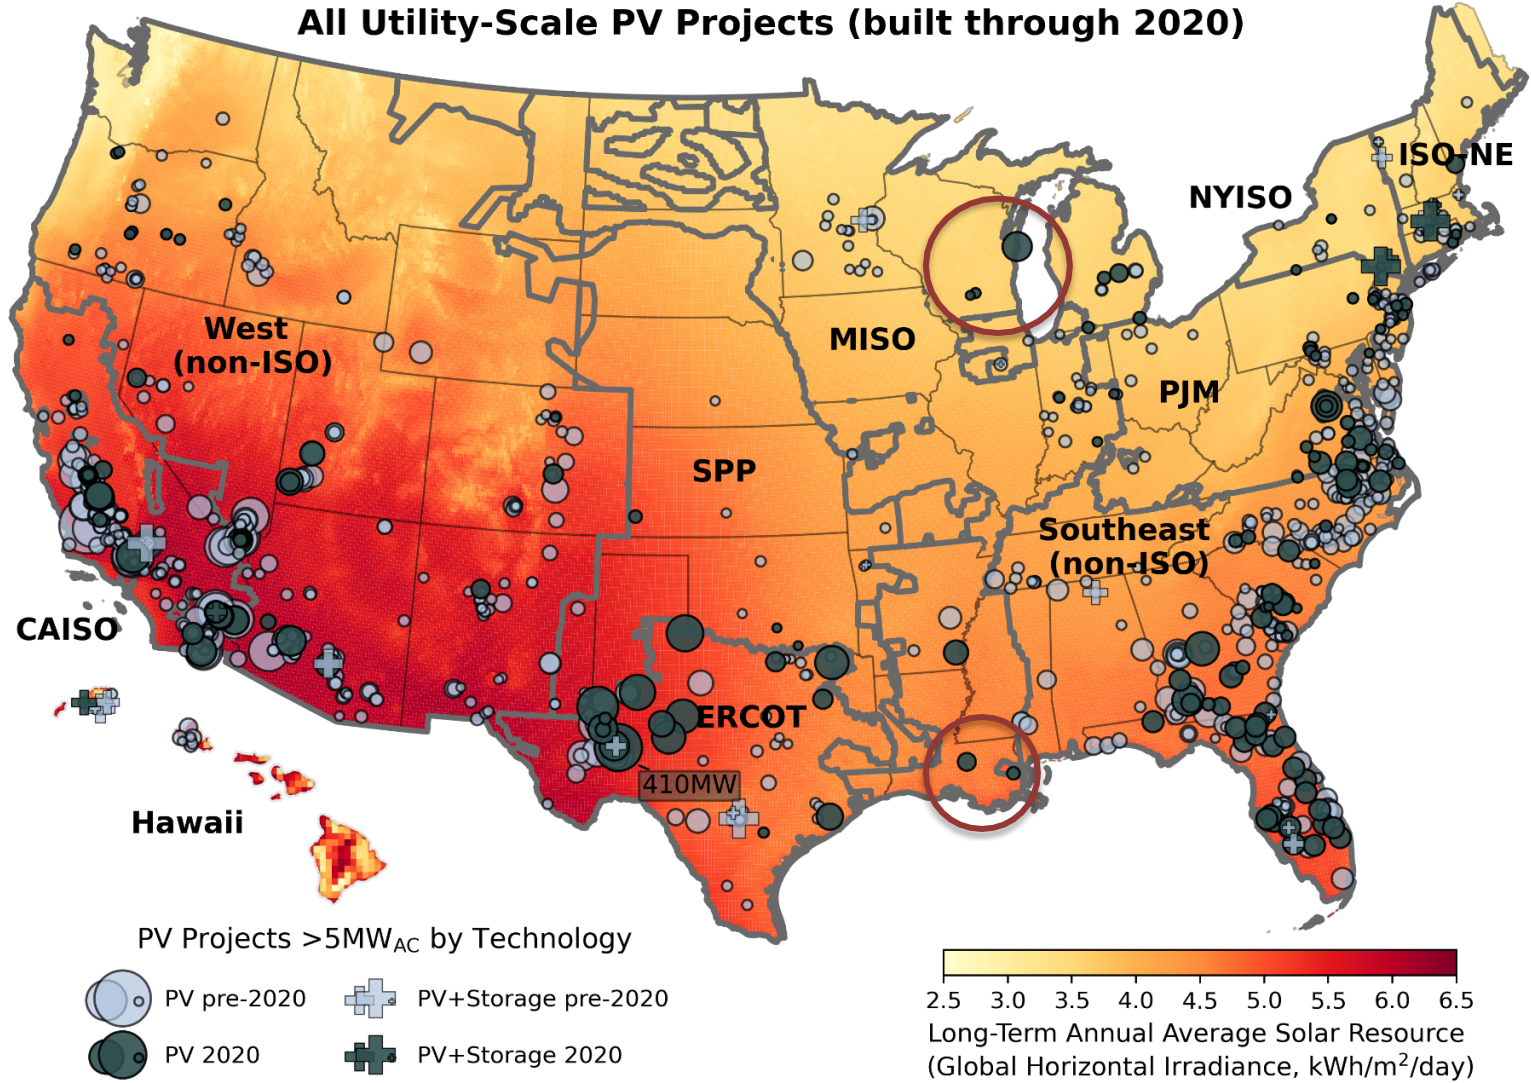 All Utility-Scale PV Projects (built through 2020)
ISO-NE
NYISO
West
(non-ISO)
MISO
PJM
SPP
Southeast
(non-ISO)
CAISO
ERCOT
410MW
Hawaii
PV Projects >5MWAC by Technology
PV pre-2020
PV+Storage pre-2020
PV 2020
PV+Storage 2020
2.5 3.0 3.5 4.0 4.5 5.0 5.5 6.0 6.5
Long-Term Annual Average Solar Resource
(Global Horizontal Irradiance, kWh/m²/day)